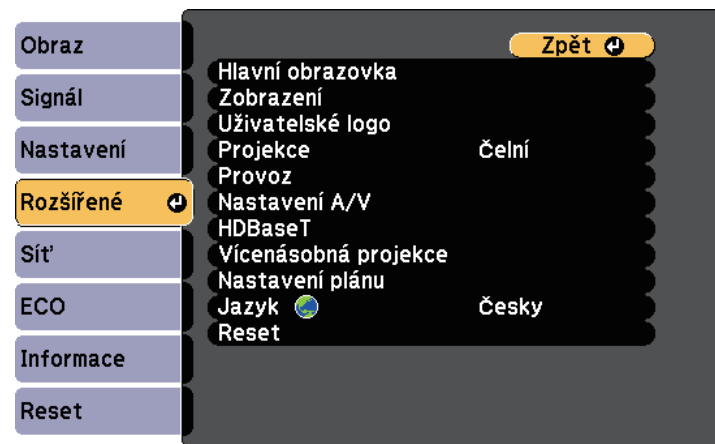 Obraz
Signál
Nastavení
Rozšířené
Síť
ECO
Informace
Reset
Zpět
Hlavní obrazovka
Zobrazení
Uživatelské logo
Projekce Čelní
Provoz
Nastavení A/V
HDBaseT
Vícenásobná projekce
Nastavení plánu
Jazyk Česky
Reset